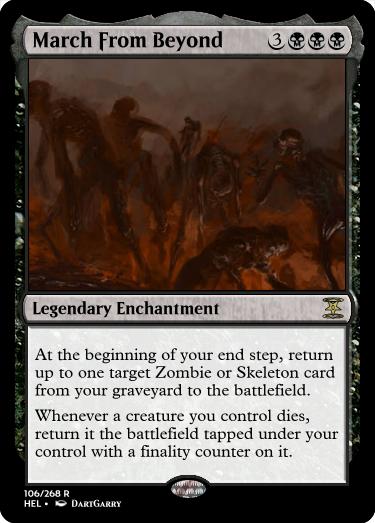 March From Beyond 3
Legendary Enchantment
At the beginning of your end step, return
up to one target Zombie or Skeleton card
from your graveyard to the battlefield.
Whenever a creature you control dies,
return it the battlefield tapped under your
control with a finality counter on it.
106/268 R
HEL • DartGarry